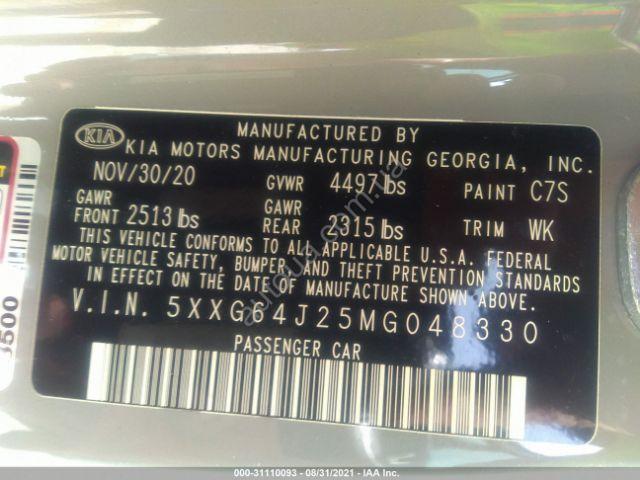 KIA
MANUFACTURED BY
KIA MOTORS MANUFACTURING GEORGIA, INC.
NOV/30/20 GVWR 4497 lbs PAINT C7S
GAWR FRONT 2513 lbs GAWR REAR 2315 lbs TRIM WK
THIS VEHICLE CONFORMS TO ALL APPLICABLE U.S.A. FEDERAL
MOTOR VEHICLE SAFETY, BUMPER, AND THEFT PREVENTION STANDARDS
IN EFFECT ON THE DATE OF MANUFACTURE SHOWN ABOVE.
V.I.N. 5XXG64J25MG048330
PASSENGER CAR
000-31110093 - 08/31/2021 - IAA Inc.